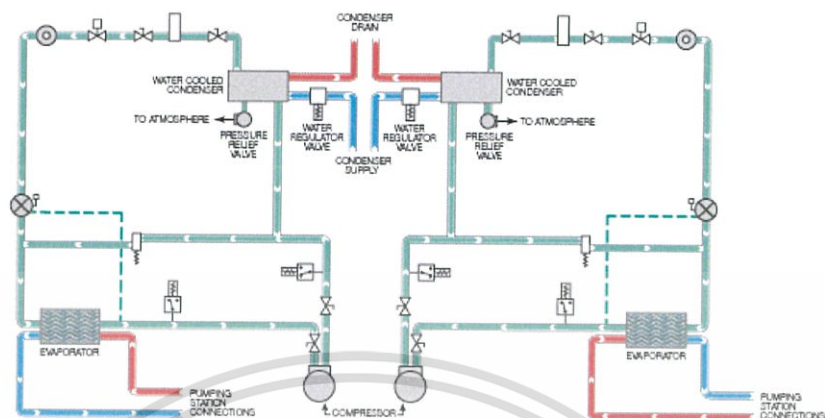 CONDENSER
DRAIN
WATER COOLED
CONDENSER
WATER COOLED
CONDENSER
TO ATMOSPHERE
PRESSURE
RELIEF
VALVE
WATER
REGULATOR
VALVE
WATER
REGULATOR
VALVE
CONDENSER
SUPPLY
PRESSURE
RELIEF
VALVE
TO ATMOSPHERE
EVAPORATOR
EVAPORATOR
PUMPING
STATION
CONNECTIONS
COMPRESSOR
PUMPING
STATION
CONNECTIONS